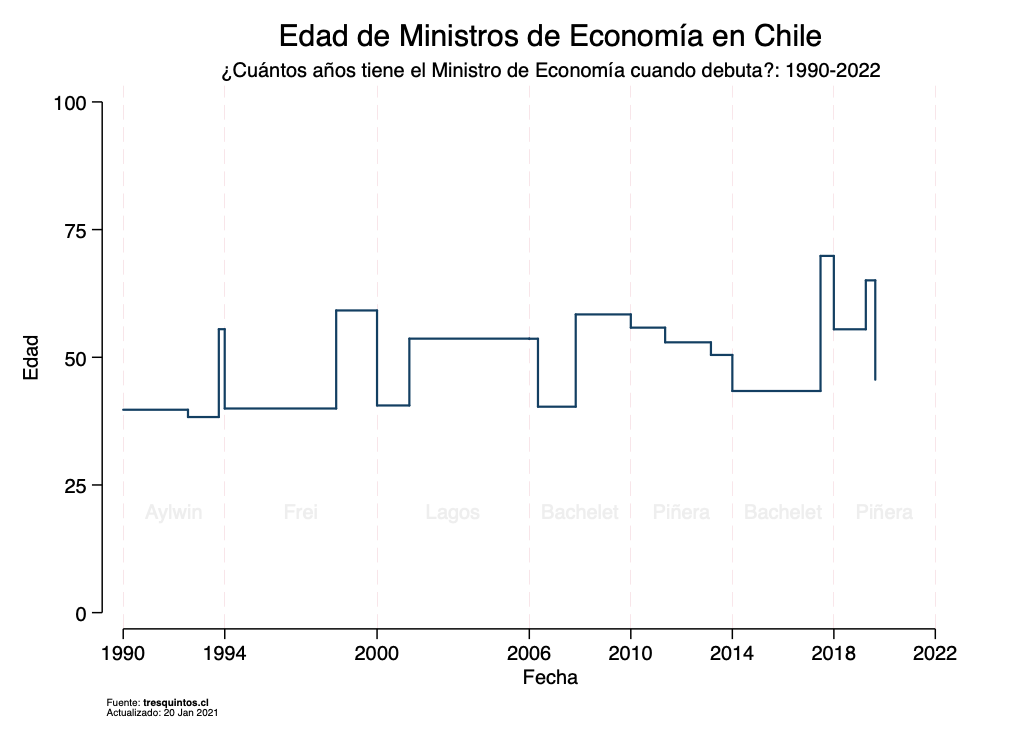 Edad de Ministros de Economía en Chile
¿Cuántos años tiene el Ministro de Economía cuando debuta?: 1990-2022
100
75
50
25
0
Edad
Aylwin Frei Lagos Bachelet Piñera Bachelet Piñera
1990 1994 2000 2006 2010 2014 2018 2022
Fecha
Fuente: tresquintos.cl
Actualizado: 20 Jan 2021